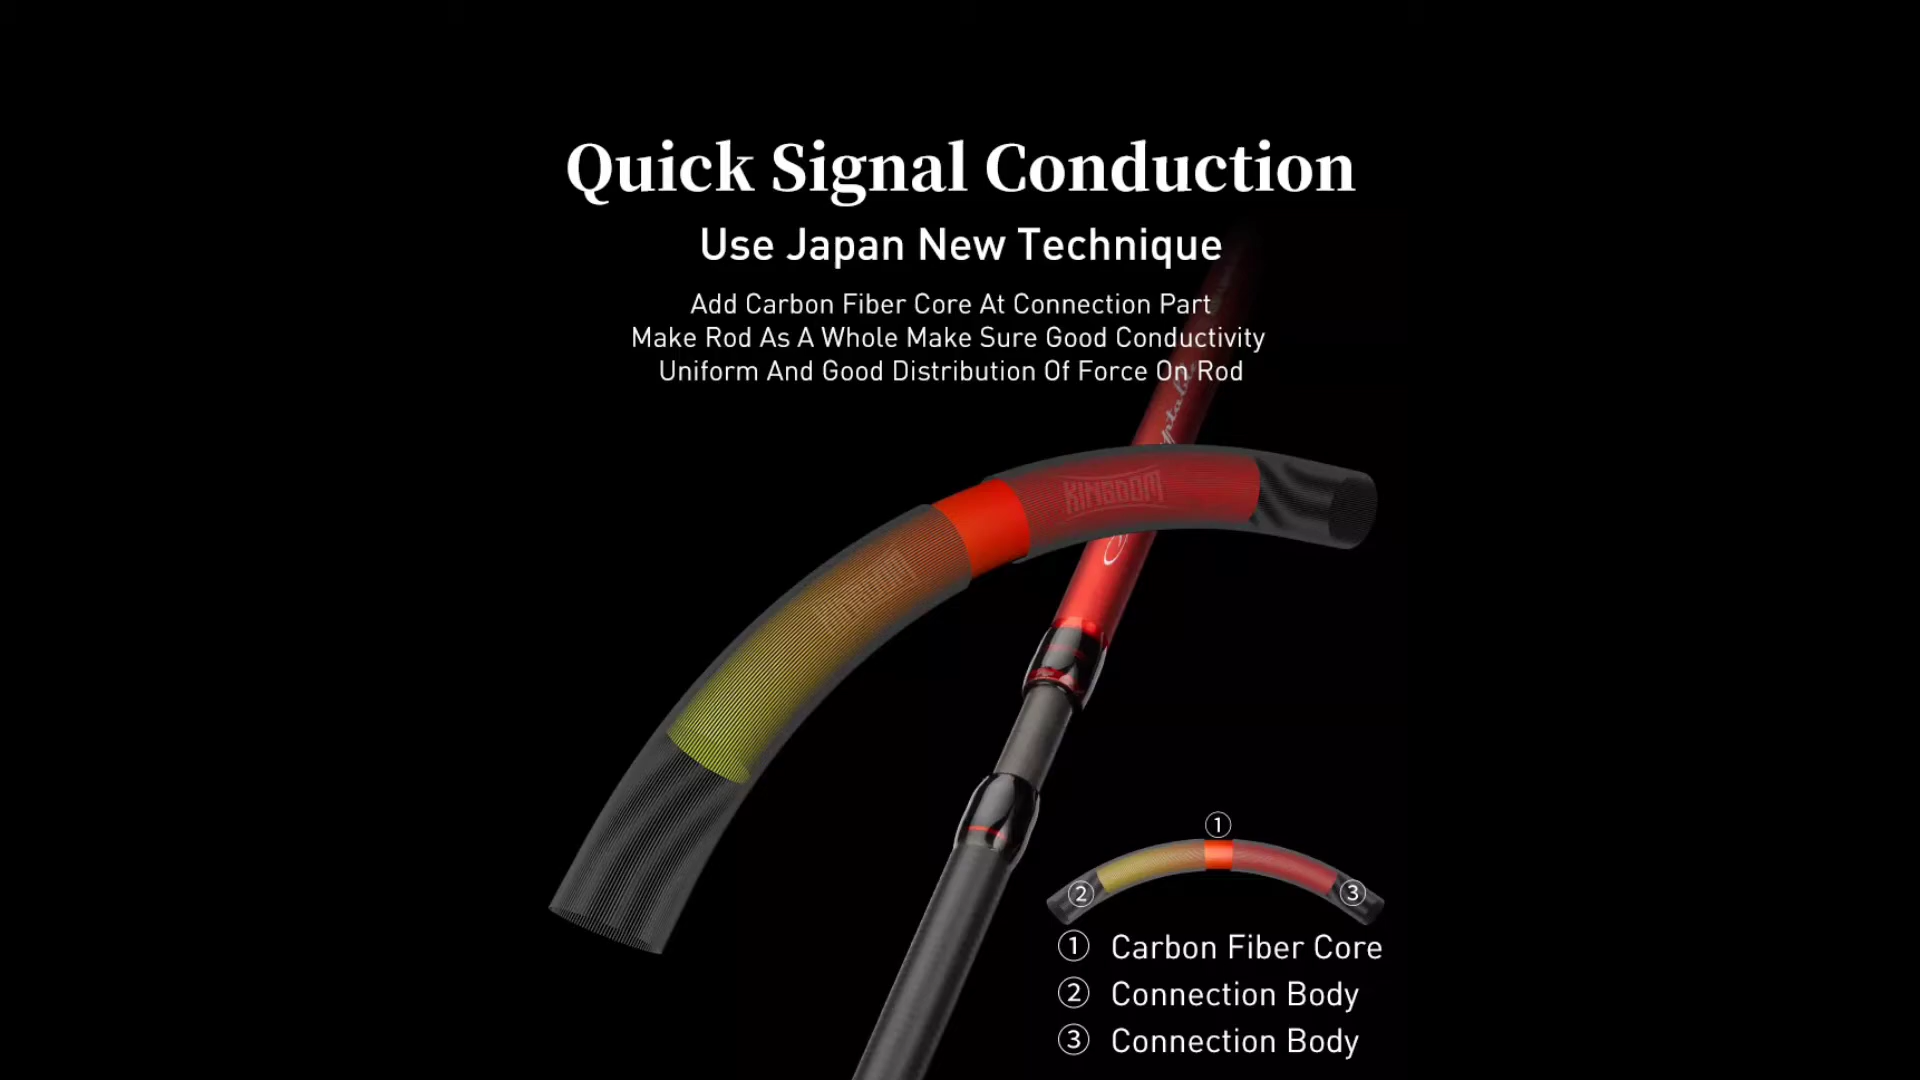 Quick Signal Conduction
Use Japan New Technique
Add Carbon Fiber Core At Connection Part
Make Rod As A Whole Make Sure Good Conductivity
Uniform And Good Distribution Of Force On Rod
KINGDOM
KINGDOM
①
② ③
① Carbon Fiber Core
② Connection Body
③ Connection Body